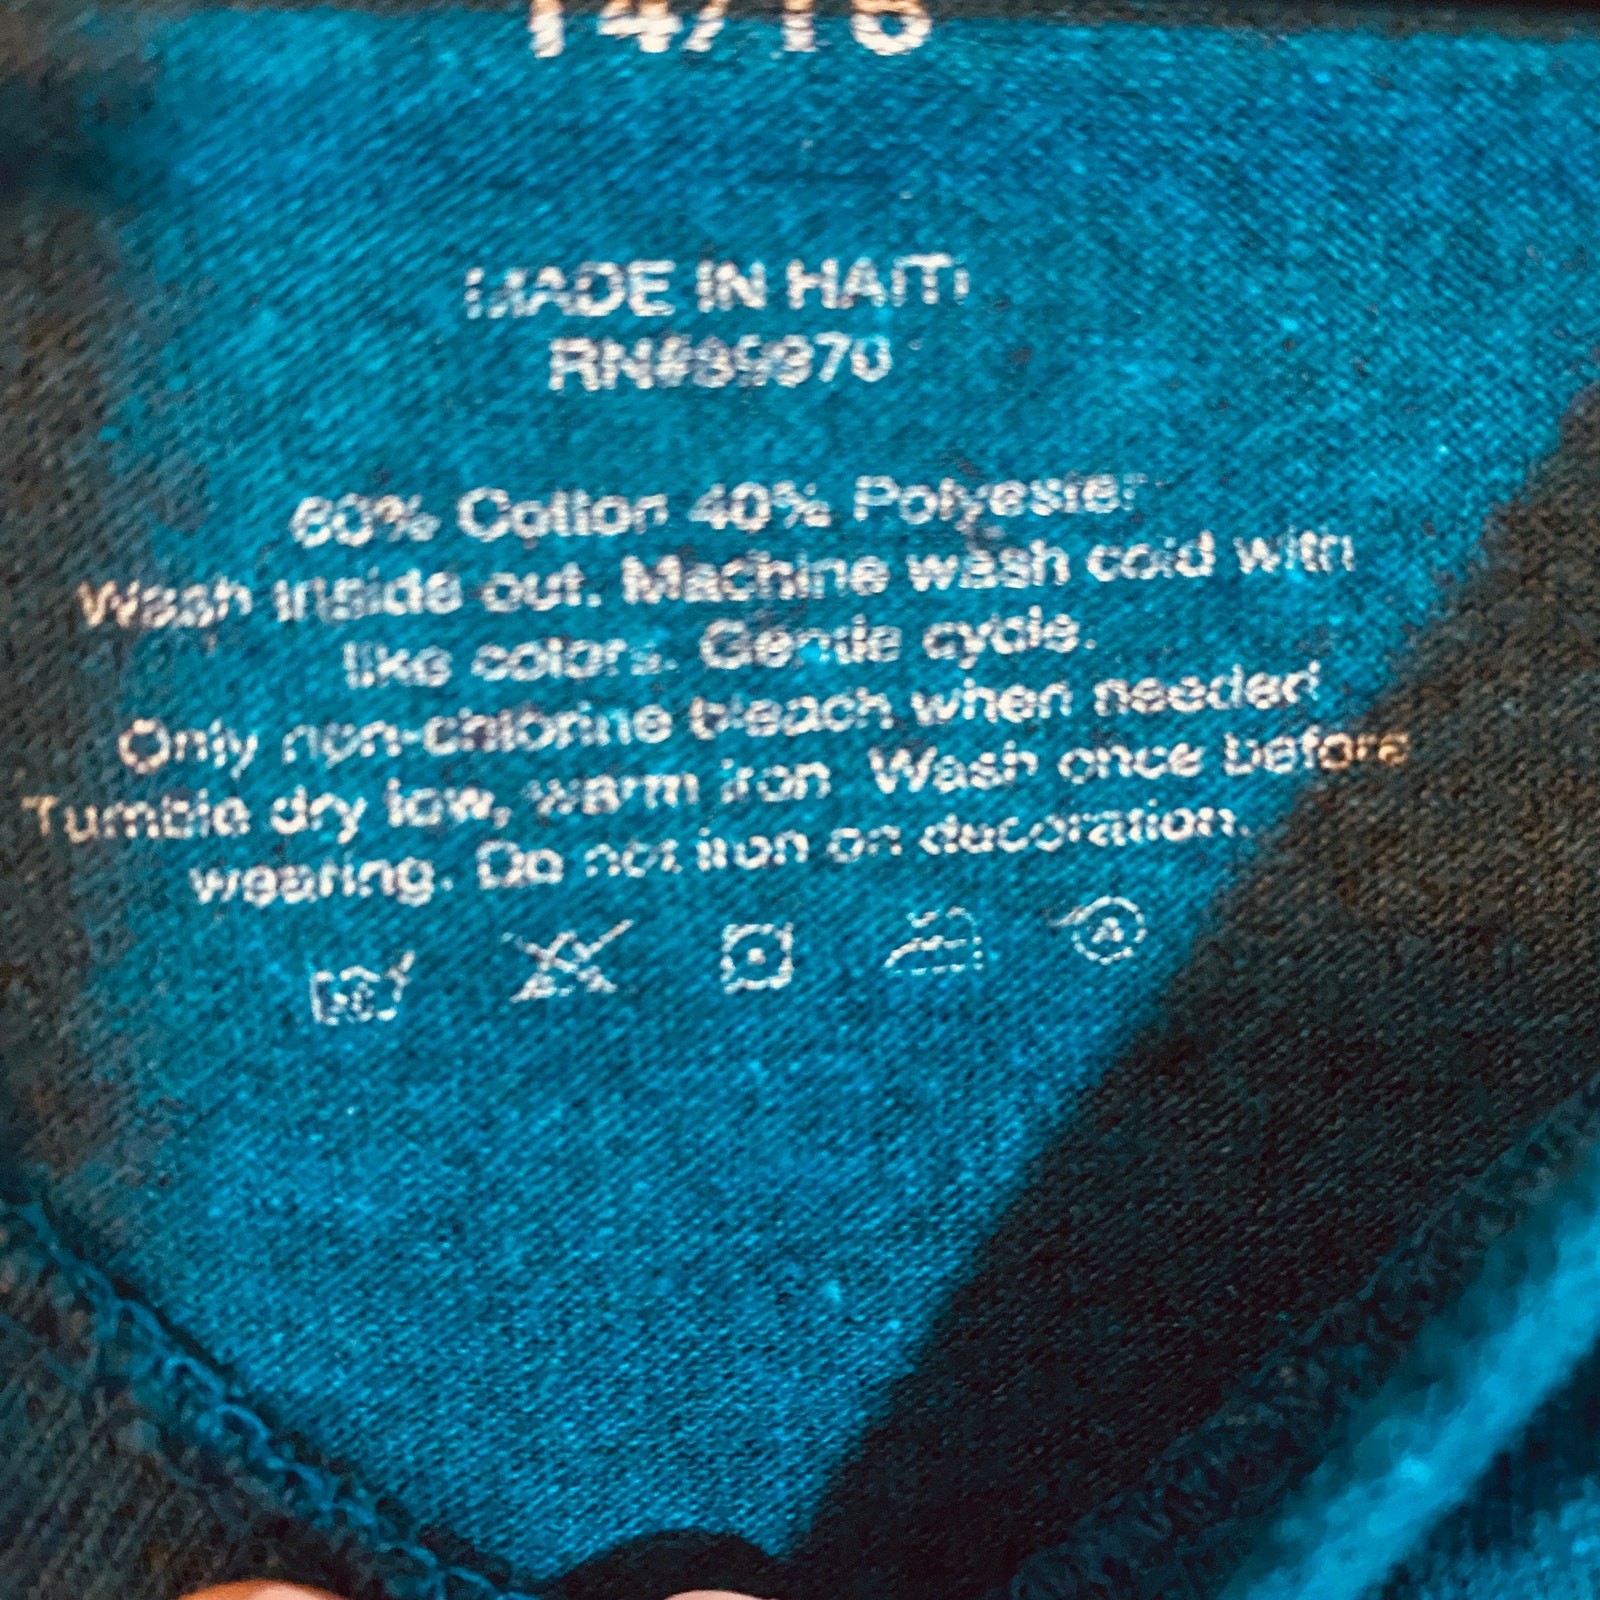 14/16
MADE IN HAITI
60% Cotton 40% Polyester
Wash inside out. Machine wash cold with
like colors. Gentle cycle.
Only non-chlorine bleach when needed
Tumble dry low, warm iron. Wash once before
wearing. Do not iron on decoration.